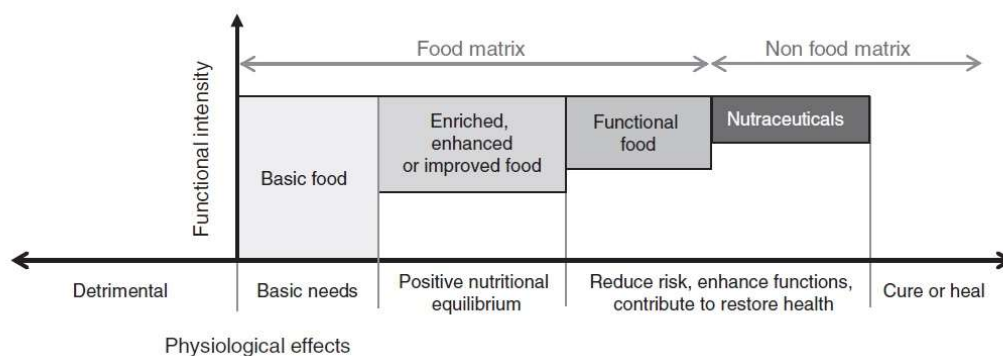 Food matrix
Non food matrix
Functional intensity
Basic food
Enriched,
enhanced
or improved food
Functional
food
Nutraceuticals
Detrimental
Basic needs
Positive nutritional
equilibrium
Reduce risk, enhance functions,
contribute to restore health
Cure or heal
Physiological effects